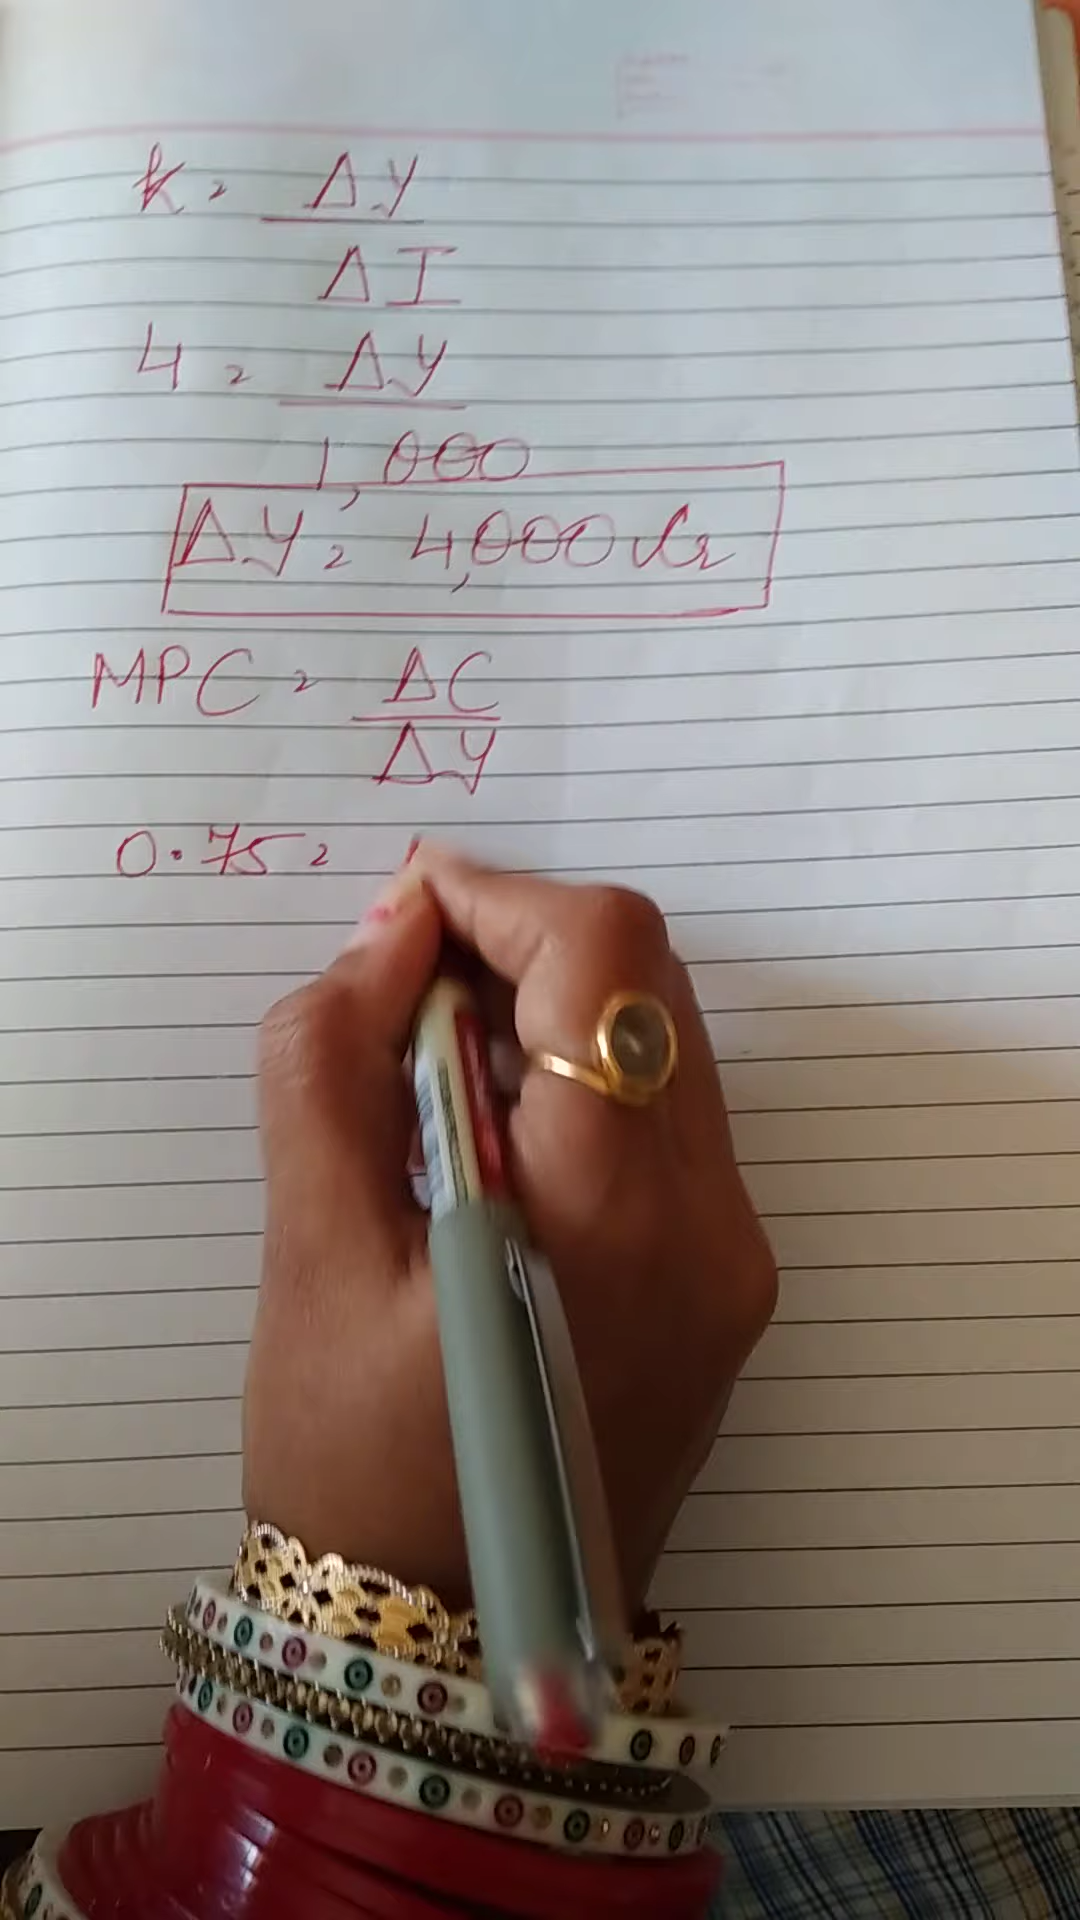 k = ΔY
ΔI
4 = ΔY
1,000
ΔY = 4,000 Cr
MPC = ΔC
ΔY
0.75 =